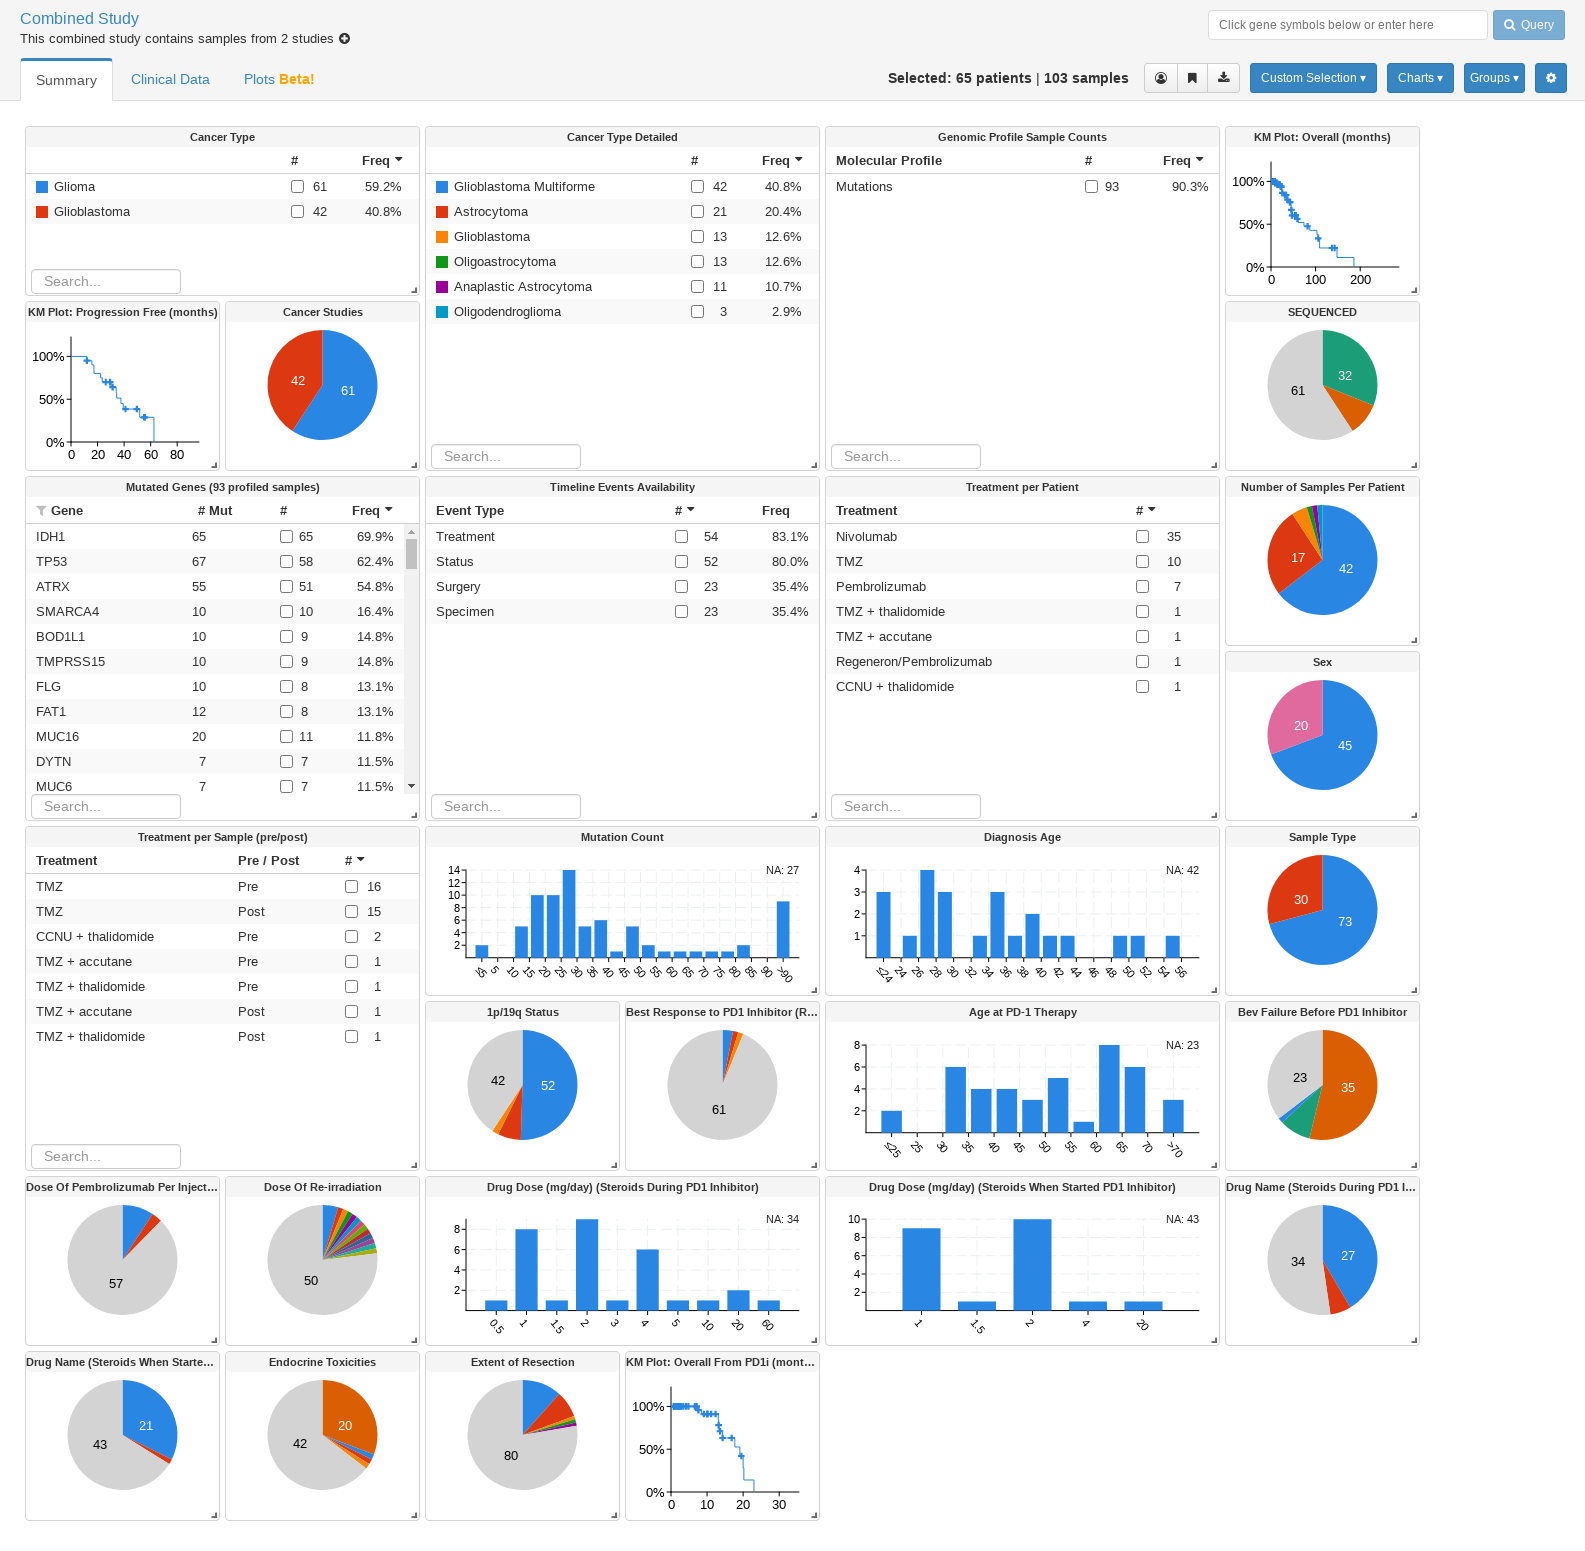 Combined Study
This combined study contains samples from 2 studies
Click gene symbols below or enter here
Query
Summary
Clinical Data
Plots Beta!
Selected: 65 patients | 103 samples
Custom Selection ▾
Charts ▾
Groups ▾
Cancer Type
# Freq
Glioma 61 59.2%
Glioblastoma 42 40.8%
Search...
Cancer Type Detailed
# Freq
Glioblastoma Multiforme 42 40.8%
Astrocytoma 21 20.4%
Glioblastoma 13 12.6%
Oligoastrocytoma 13 12.6%
Anaplastic Astrocytoma 11 10.7%
Oligodendroglioma 3 2.9%
Search...
Genomic Profile Sample Counts
Molecular Profile # Freq
Mutations 93 90.3%
Search...
KM Plot: Overall (months)
100%
50%
0%
0 100 200
KM Plot: Progression Free (months)
100%
50%
0%
0 20 40 60 80
Cancer Studies
42
61
SEQUENCED
32
61
Mutated Genes (93 profiled samples)
Gene # Mut # Freq
IDH1 65 65 69.9%
TP53 67 58 62.4%
ATRX 55 51 54.8%
SMARCA4 10 10 16.4%
BOD1L1 10 9 14.8%
TMPRSS15 10 9 14.8%
FLG 10 8 13.1%
FAT1 12 8 13.1%
MUC16 20 11 11.8%
DYTN 7 7 11.5%
MUC6 7 7 11.5%
Search...
Timeline Events Availability
Event Type # Freq
Treatment 54 83.1%
Status 52 80.0%
Surgery 23 35.4%
Specimen 23 35.4%
Search...
Treatment per Patient
Treatment #
Nivolumab 35
TMZ 10
Pembrolizumab 7
TMZ + thalidomide 1
TMZ + accutane 1
Regeneron/Pembrolizumab 1
CCNU + thalidomide 1
Search...
Number of Samples Per Patient
17
42
Sex
20
45
Treatment per Sample (pre/post)
Treatment Pre / Post #
TMZ Pre 16
TMZ Post 15
CCNU + thalidomide Pre 2
TMZ + accutane Pre 1
TMZ + thalidomide Pre 1
TMZ + accutane Post 1
TMZ + thalidomide Post 1
Search...
Mutation Count
NA: 27
14
12
10
8
6
4
2
≤5 5 10 15 20 25 30 35 40 45 50 55 60 65 70 75 80 85 90 >90
Diagnosis Age
NA: 42
4
3
2
1
≤24 24 26 28 30 32 34 36 38 40 42 44 46 48 50 52 54 56
Sample Type
30
73
1p/19q Status
42
52
Best Response to PD1 Inhibitor (R...
61
Age at PD-1 Therapy
NA: 23
8
6
4
2
≤25 25 30 35 40 45 50 55 60 65 70 >70
Bev Failure Before PD1 Inhibitor
23
35
Dose Of Pembrolizumab Per Inject...
57
Dose Of Re-irradiation
50
Drug Dose (mg/day) (Steroids During PD1 Inhibitor)
NA: 34
8
6
4
2
0.5 1 1.5 2 3 4 5 10 20 60
Drug Dose (mg/day) (Steroids When Started PD1 Inhibitor)
NA: 43
10
8
6
4
2
1 1.5 2 4 20
Drug Name (Steroids During PD1 I...
34
27
Drug Name (Steroids When Starte...
21
43
Endocrine Toxicities
20
42
Extent of Resection
80
KM Plot: Overall From PD1i (mont...
100%
50%
0%
0 10 20 30